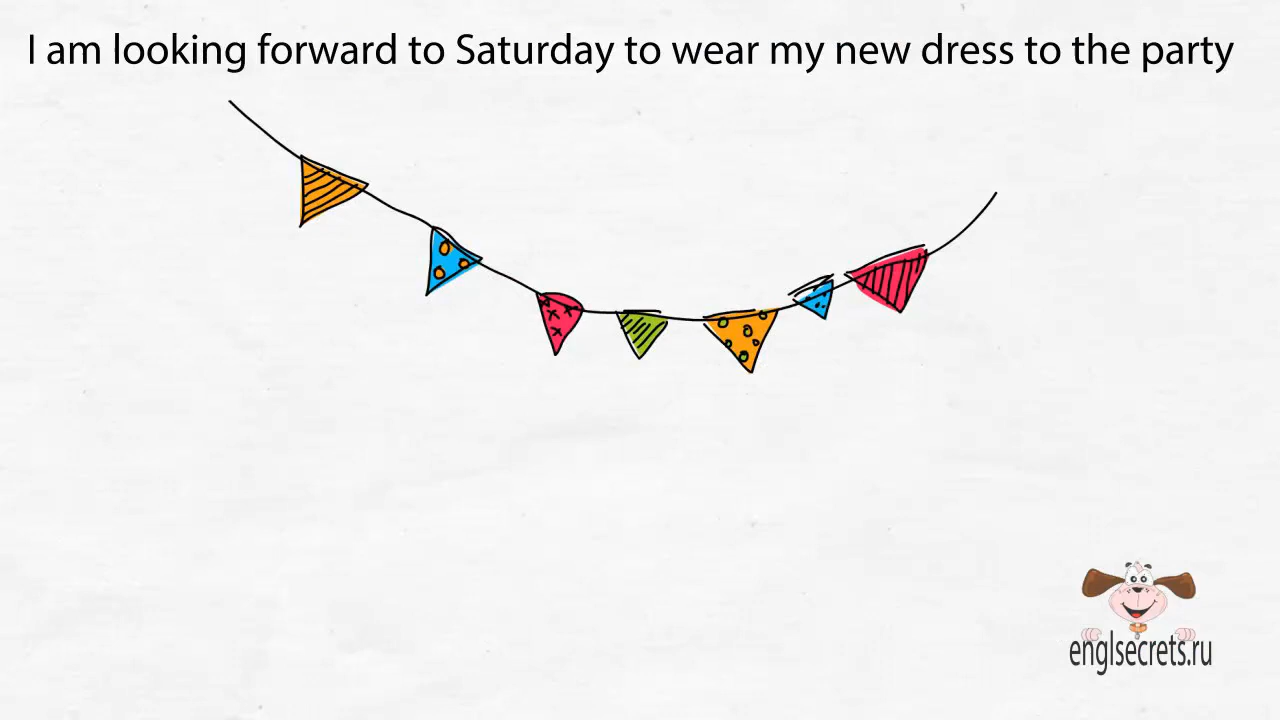 I am looking forward to Saturday to wear my new dress to the party
englsecrets.ru